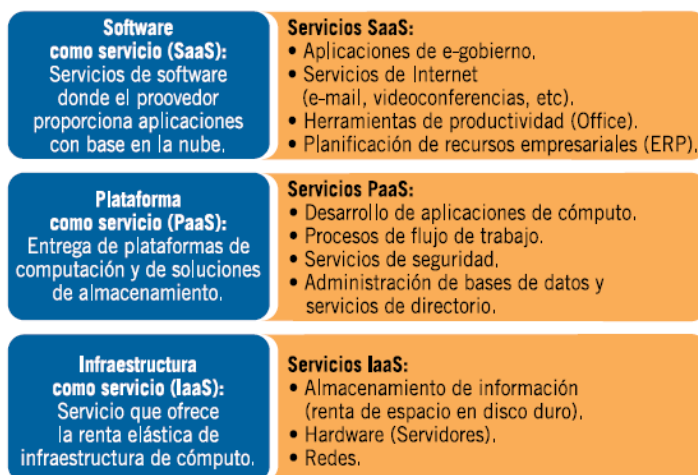 Software
como servicio (SaaS):
Servicios de software
donde el proovedor
proporciona aplicaciones
con base en la nube.
Servicios SaaS:
• Aplicaciones de e-gobierno.
• Servicios de Internet
(e-mail, videoconferencias, etc).
• Herramientas de productividad (Office).
• Planificación de recursos empresariales (ERP).
Plataforma
como servicio (PaaS):
Entrega de plataformas de
computación y de soluciones
de almacenamiento.
Servicios PaaS:
• Desarrollo de aplicaciones de cómputo.
• Procesos de flujo de trabajo.
• Servicios de seguridad.
• Administración de bases de datos y
servicios de directorio.
Infraestructura
como servicio (IaaS):
Servicio que ofrece
la renta elástica de
infraestructura de cómputo.
Servicios IaaS:
• Almacenamiento de información
(renta de espacio en disco duro).
• Hardware (Servidores).
• Redes.